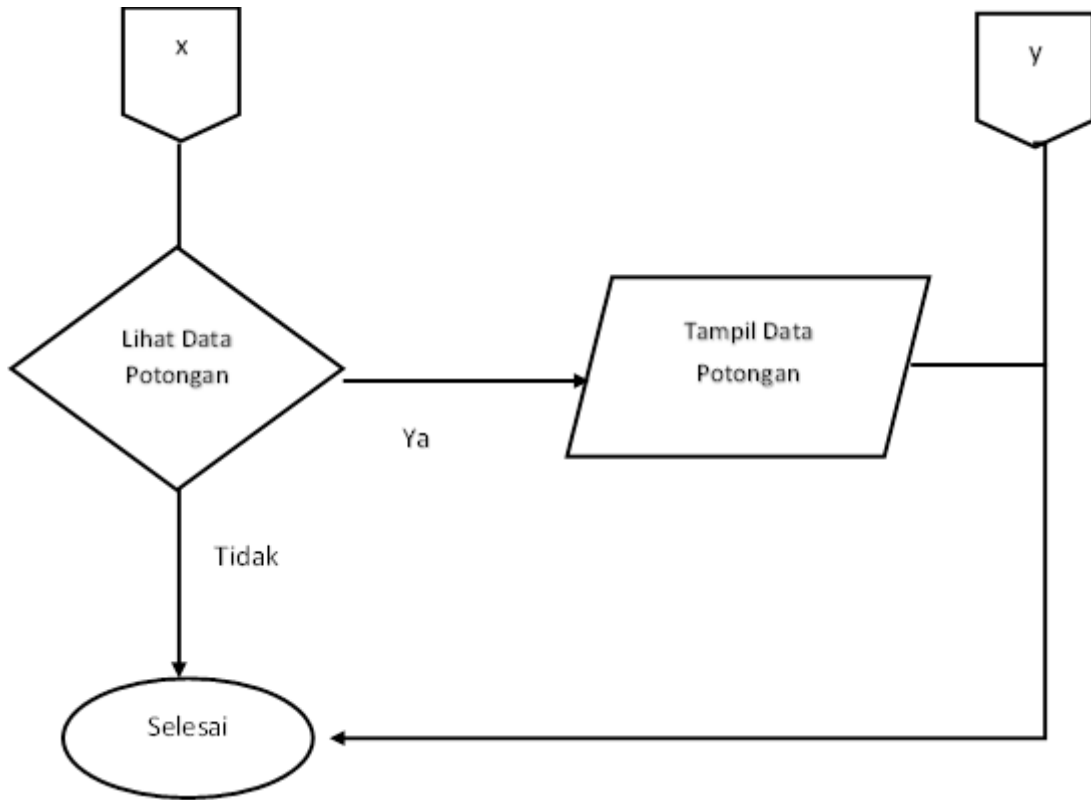 x
y
Lihat Data
Potongan
Tampil Data
Potongan
Ya
Tidak
Selesai